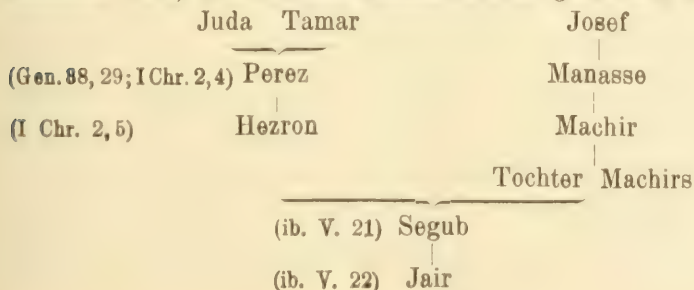 Juda Tamar Josef
(Gen. 38, 29; I Chr. 2, 4) Perez Manasse
(I Chr. 2, 5) Hezron Machir
Tochter Machirs
(ib. V. 21) Segub
(ib. V. 22) Jair